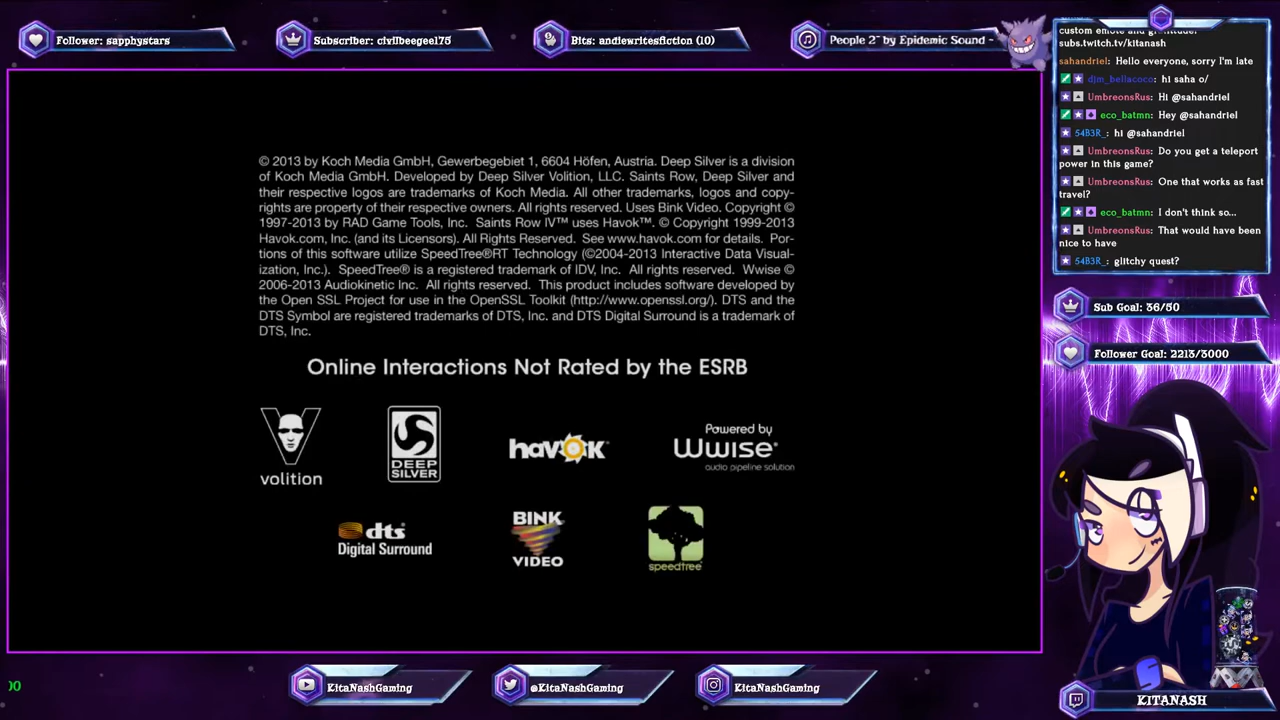 Follower: sapphystars
Subscriber: civilbeegee175
Bits: andiewritesfiction (10)
People 2" by Epidemic Sound -
subs.twitch.tv/kitanash
sahandriel: Hello everyone, sorry I'm late
djm_bellacoco: hi saha o/
UmbreonsRus: Hi @sahandriel
eco_batmn: Hey @sahandriel
54B3R_: hi @sahandriel
UmbreonsRus: Do you get a teleport
power in this game?
UmbreonsRus: One that works as fast
travel?
eco_batmn: I don't think so...
UmbreonsRus: That would have been
nice to have
54B3R_: glitchy quest?
Sub Goal: 36/50
Follower Goal: 2213/3000
© 2013 by Koch Media GmbH, Gewerbegebiet 1, 6604 Höfen, Austria. Deep Silver is a division
of Koch Media GmbH. Developed by Deep Silver Volition, LLC. Saints Row, Deep Silver and
their respective logos are trademarks of Koch Media. All other trademarks, logos and copy-
rights are property of their respective owners. All rights reserved. Uses Bink Video. Copyright ©
1997-2013 by RAD Game Tools, Inc. Saints Row IV™ uses Havok™. © Copyright 1999-2013
Havok.com, Inc. (and its Licensors). All Rights Reserved. See www.havok.com for details. Por-
tions of this software utilize SpeedTree®RT Technology (©2004-2013 Interactive Data Visual-
ization, Inc.). SpeedTree® is a registered trademark of IDV, Inc. All rights reserved. Wwise ©
2006-2013 Audiokinetic Inc. All rights reserved. This product includes software developed by
the Open SSL Project for use in the OpenSSL Toolkit (http://www.openssl.org/). DTS and the
DTS Symbol are registered trademarks of DTS, Inc. and DTS Digital Surround is a trademark of
DTS, Inc.
Online Interactions Not Rated by the ESRB
volition
DEEP
SILVER
havok
Powered by
Wwise
audio pipeline solution
dts
Digital Surround
BINK
VIDEO
speedtree
00
KitaNashGaming
@KitaNashGaming
KitaNashGaming
KITANASH